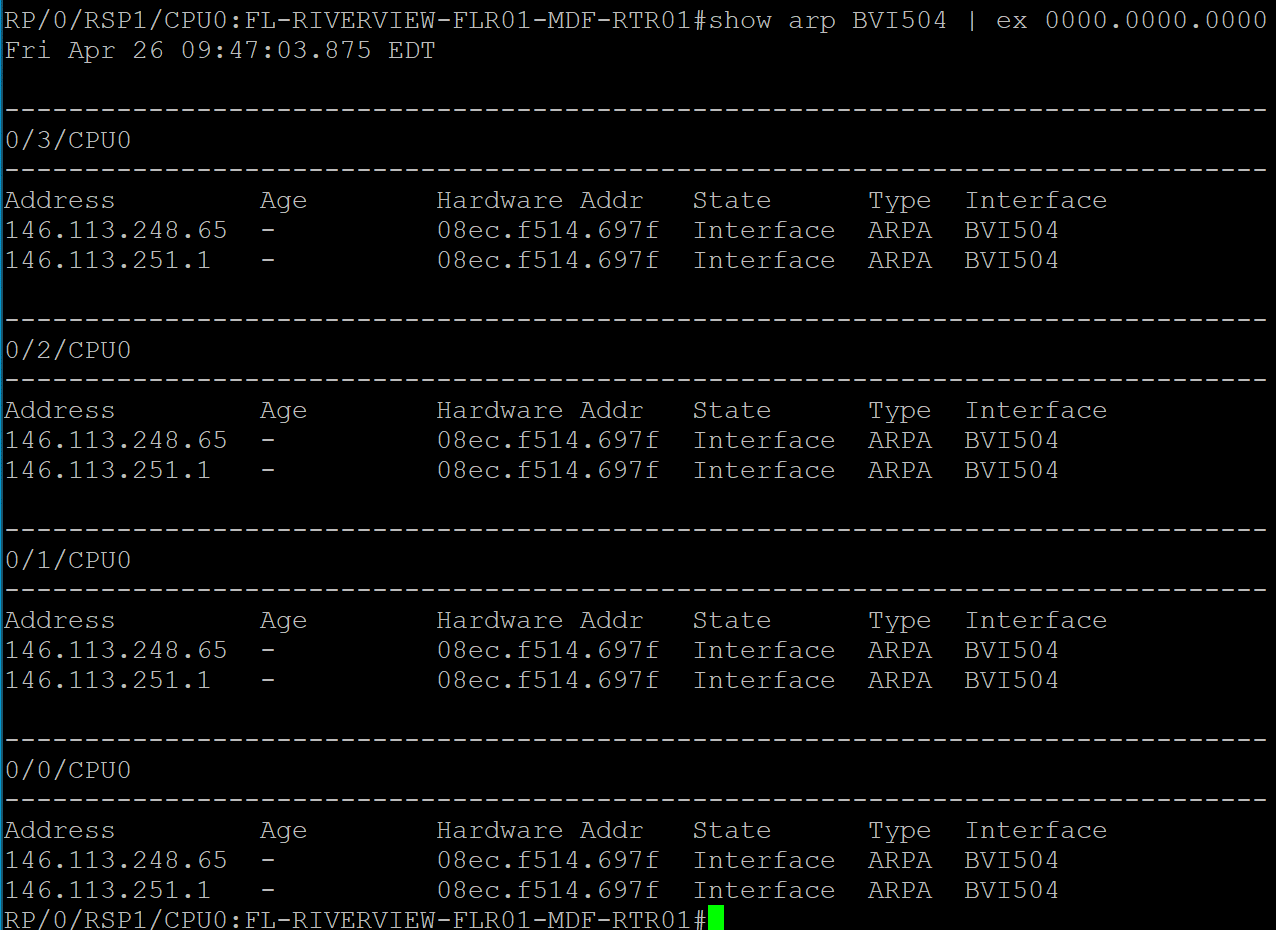 RP/0/RSP1/CPU0:FL-RIVERVIEW-FLR01-MDF-RTR01#show arp BVI504 | ex 0000.0000.0000
Fri Apr 26 09:47:03.875 EDT

-------------------------------------------------------------------------------
0/3/CPU0
-------------------------------------------------------------------------------
Address         Age        Hardware Addr   State      Type  Interface
146.113.248.65  -          08ec.f514.697f  Interface  ARPA  BVI504
146.113.251.1   -          08ec.f514.697f  Interface  ARPA  BVI504

-------------------------------------------------------------------------------
0/2/CPU0
-------------------------------------------------------------------------------
Address         Age        Hardware Addr   State      Type  Interface
146.113.248.65  -          08ec.f514.697f  Interface  ARPA  BVI504
146.113.251.1   -          08ec.f514.697f  Interface  ARPA  BVI504

-------------------------------------------------------------------------------
0/1/CPU0
-------------------------------------------------------------------------------
Address         Age        Hardware Addr   State      Type  Interface
146.113.248.65  -          08ec.f514.697f  Interface  ARPA  BVI504
146.113.251.1   -          08ec.f514.697f  Interface  ARPA  BVI504

-------------------------------------------------------------------------------
0/0/CPU0
-------------------------------------------------------------------------------
Address         Age        Hardware Addr   State      Type  Interface
146.113.248.65  -          08ec.f514.697f  Interface  ARPA  BVI504
146.113.251.1   -          08ec.f514.697f  Interface  ARPA  BVI504
RP/0/RSP1/CPU0:FL-RIVERVIEW-FLR01-MDF-RTR01#